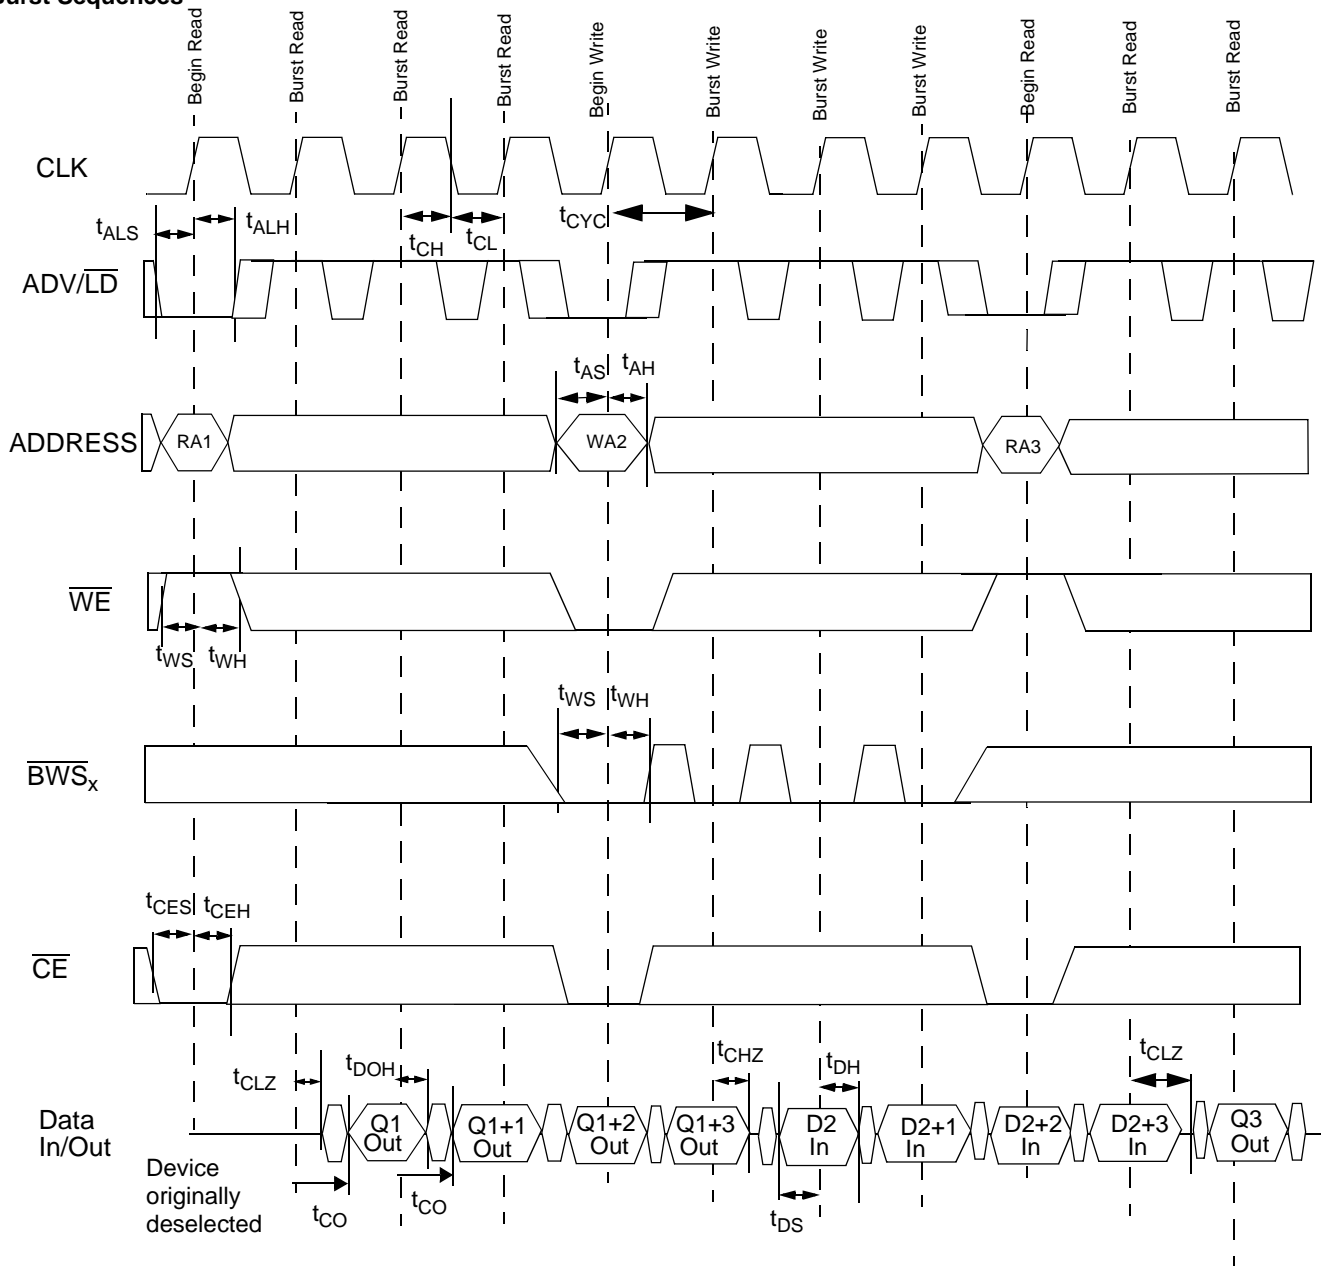 Burst Sequences
Begin Read
Burst Read
Burst Read
Burst Read
Begin Write
Burst Write
Burst Write
Burst Write
Begin Read
Burst Read
Burst Read
CLK
tALS
tALH
tCH
tCL
tCYC
ADV/LD
tAS
tAH
ADDRESS
RA1
WA2
RA3
WE
tWS
tWH
tWS
tWH
BWSx
tCES
tCEH
CE
tCLZ
tDOH
tCHZ
tDH
tCLZ
Data
In/Out
Q1
Out
Q1+1
Out
Q1+2
Out
Q1+3
Out
D2
In
D2+1
In
D2+2
In
D2+3
In
Q3
Out
Device
originally
deselected
tCO
tCO
tDS